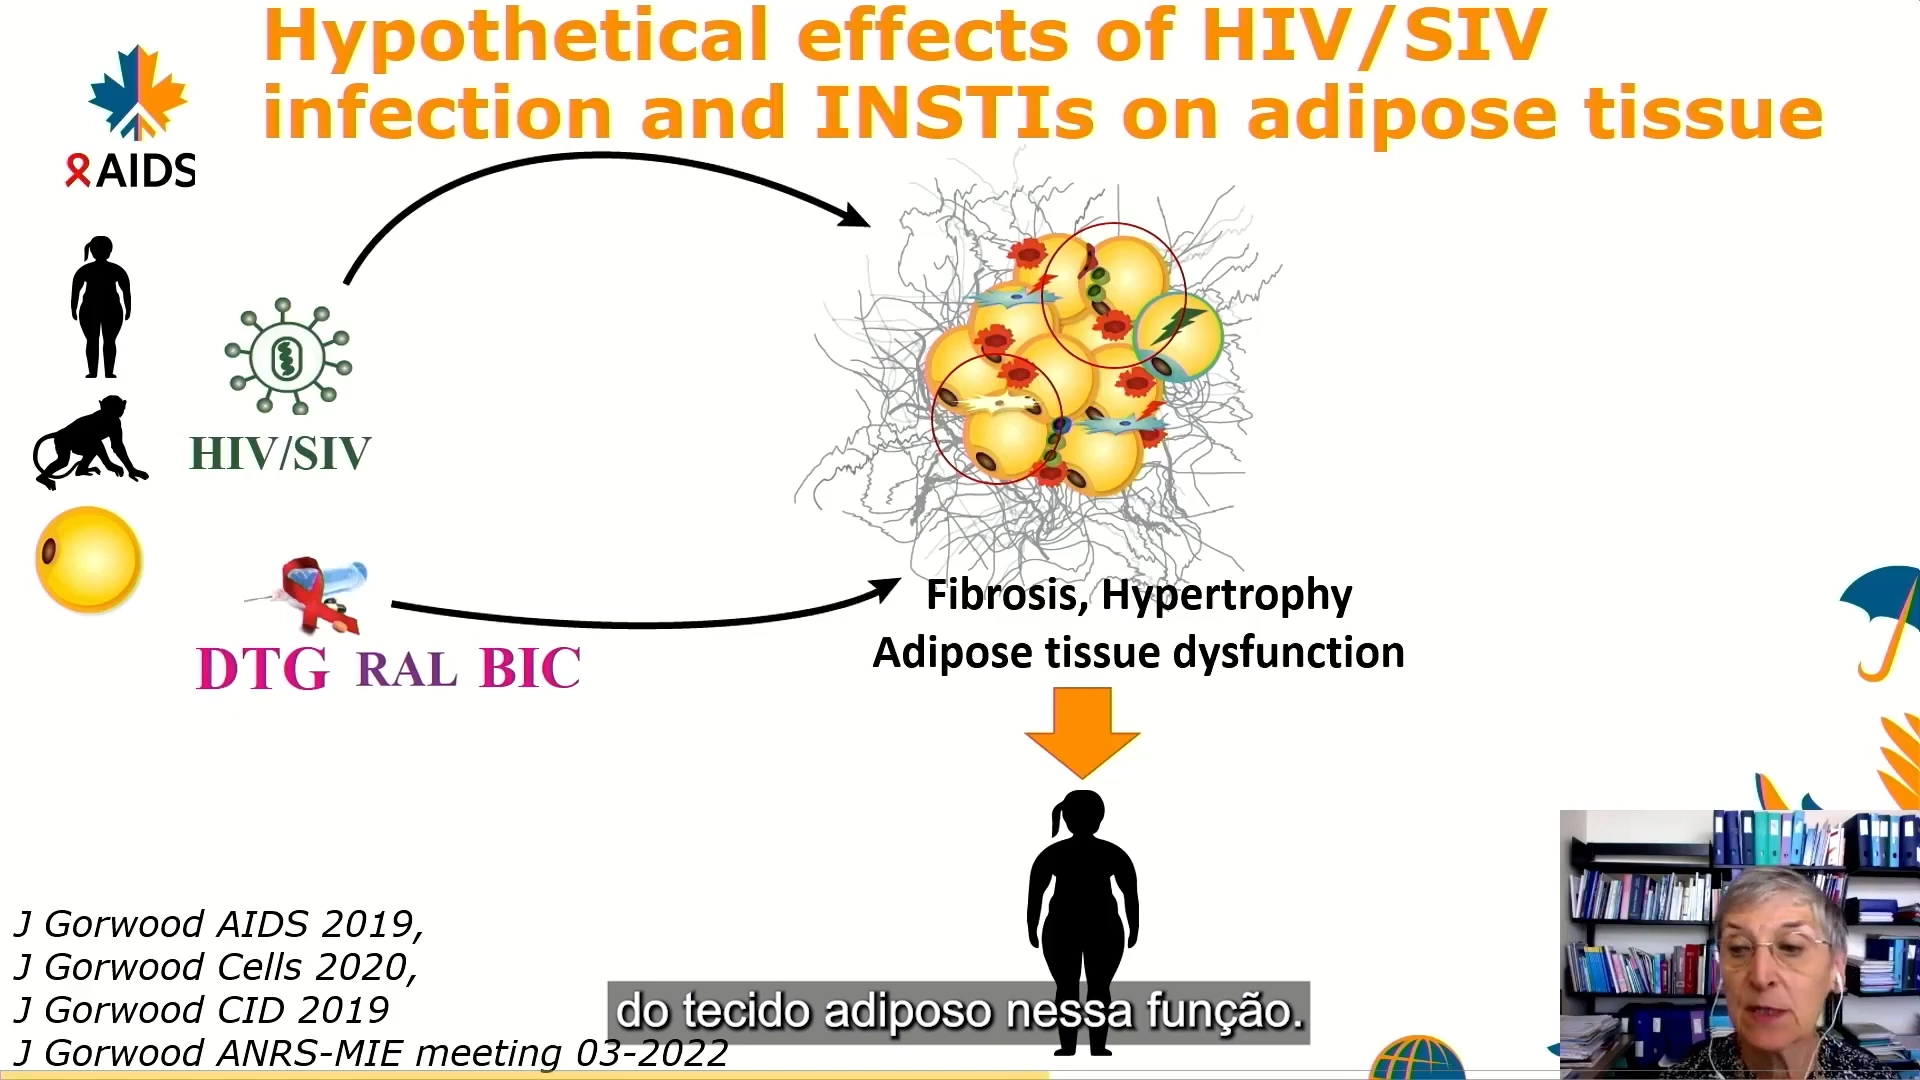 Hypothetical effects of HIV/SIV
infection and INSTIs on adipose tissue
AIDS
HIV/SIV
DTG RAL BIC
Fibrosis, Hypertrophy
Adipose tissue dysfunction
J Gorwood AIDS 2019,
J Gorwood Cells 2020,
J Gorwood CID 2019
J Gorwood ANRS-MIE meeting 03-2022
do tecido adiposo nessa função.